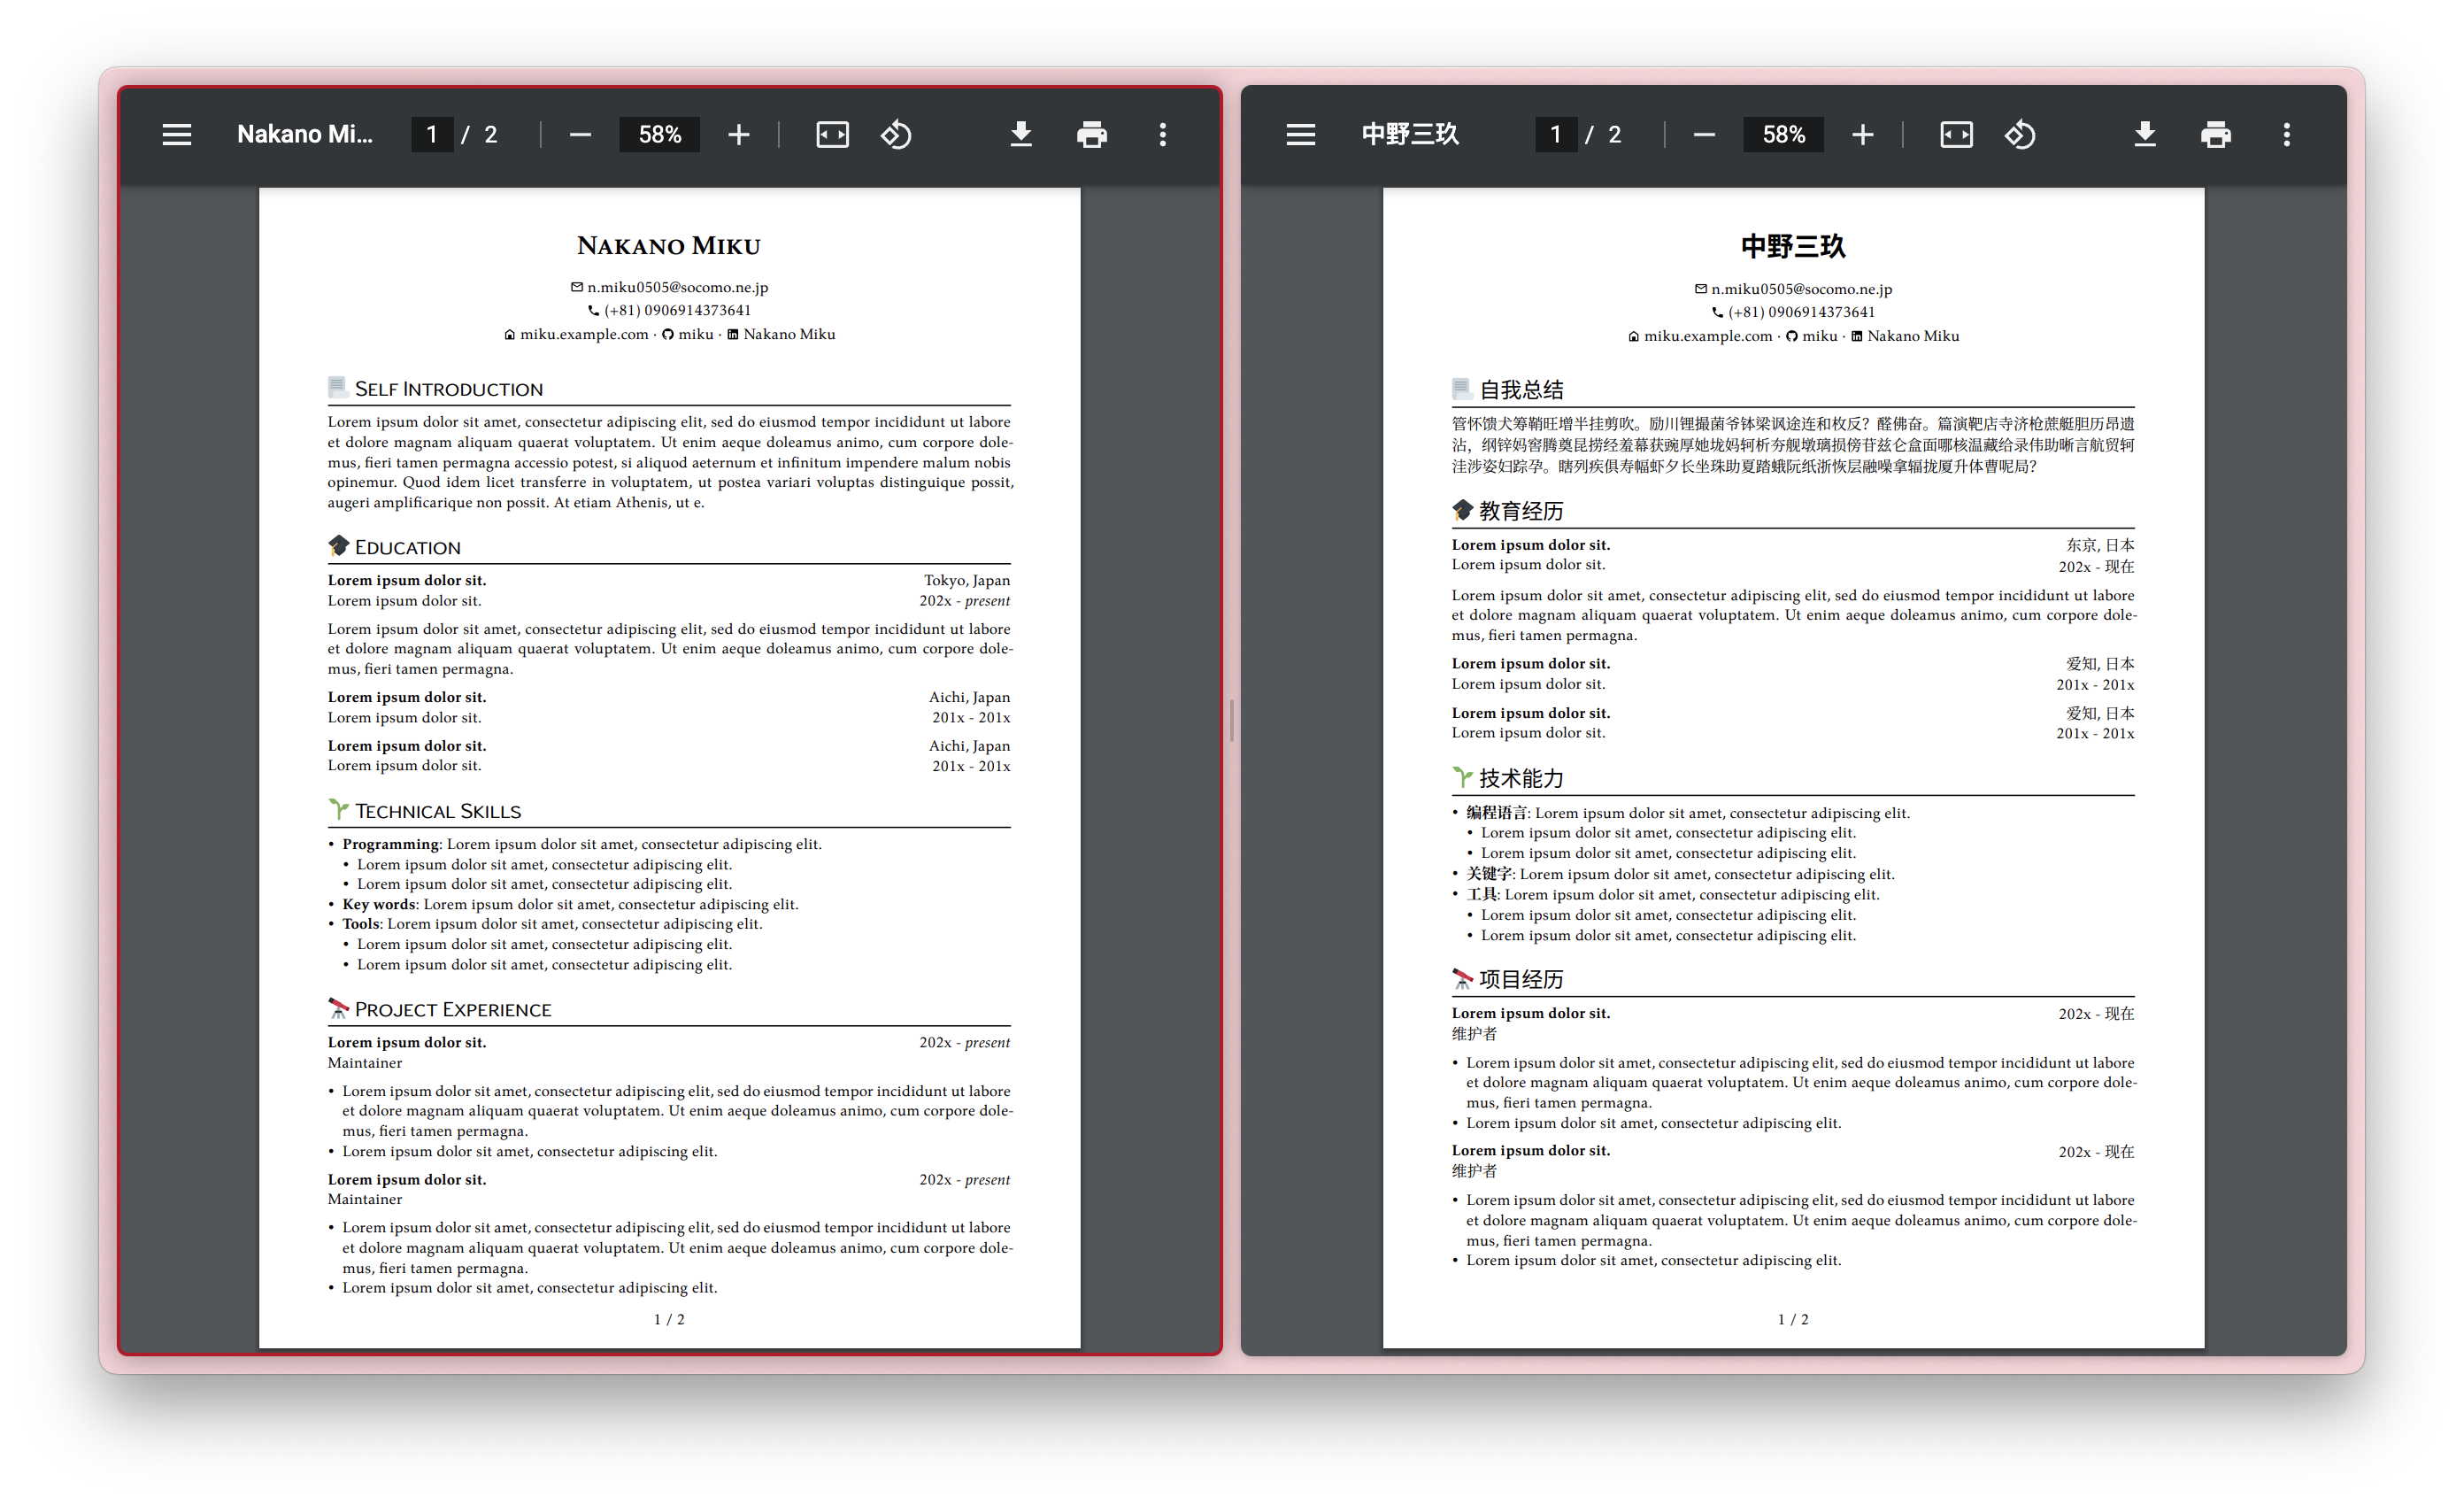 Nakano Mi...
1 / 2
58%
NAKANO MIKU
n.miku0505@socomo.ne.jp
(+81) 0906914373641
miku.example.com · miku · Nakano Miku
SELF INTRODUCTION
Lorem ipsum dolor sit amet, consectetur adipiscing elit, sed do eiusmod tempor incididunt ut labore
et dolore magnam aliquam quaerat voluptatem. Ut enim aeque doleamus animo, cum corpore dole-
mus, fieri tamen permagna accessio potest, si aliquod aeternum et infinitum impendere malum nobis
opinemur. Quod idem licet transferre in voluptatem, ut postea variari voluptas distinguique possit,
augeri amplificarique non possit. At etiam Athenis, ut e.
EDUCATION
Lorem ipsum dolor sit. Tokyo, Japan
Lorem ipsum dolor sit. 202x - present
Lorem ipsum dolor sit amet, consectetur adipiscing elit, sed do eiusmod tempor incididunt ut labore
et dolore magnam aliquam quaerat voluptatem. Ut enim aeque doleamus animo, cum corpore dole-
mus, fieri tamen permagna.
Lorem ipsum dolor sit. Aichi, Japan
Lorem ipsum dolor sit. 201x - 201x
Lorem ipsum dolor sit. Aichi, Japan
Lorem ipsum dolor sit. 201x - 201x
TECHNICAL SKILLS
• Programming: Lorem ipsum dolor sit amet, consectetur adipiscing elit.
• Lorem ipsum dolor sit amet, consectetur adipiscing elit.
• Lorem ipsum dolor sit amet, consectetur adipiscing elit.
• Key words: Lorem ipsum dolor sit amet, consectetur adipiscing elit.
• Tools: Lorem ipsum dolor sit amet, consectetur adipiscing elit.
• Lorem ipsum dolor sit amet, consectetur adipiscing elit.
• Lorem ipsum dolor sit amet, consectetur adipiscing elit.
PROJECT EXPERIENCE
Lorem ipsum dolor sit. 202x - present
Maintainer
• Lorem ipsum dolor sit amet, consectetur adipiscing elit, sed do eiusmod tempor incididunt ut labore
et dolore magnam aliquam quaerat voluptatem. Ut enim aeque doleamus animo, cum corpore dole-
mus, fieri tamen permagna.
• Lorem ipsum dolor sit amet, consectetur adipiscing elit.
Lorem ipsum dolor sit. 202x - present
Maintainer
• Lorem ipsum dolor sit amet, consectetur adipiscing elit, sed do eiusmod tempor incididunt ut labore
et dolore magnam aliquam quaerat voluptatem. Ut enim aeque doleamus animo, cum corpore dole-
mus, fieri tamen permagna.
• Lorem ipsum dolor sit amet, consectetur adipiscing elit.
1 / 2
中野三玖
1 / 2
58%
中野三玖
n.miku0505@socomo.ne.jp
(+81) 0906914373641
miku.example.com · miku · Nakano Miku
自我总结
管怀馈犬筹鞘旺增半挂剪吹。励川锂撮菌爷钵梁讽途连和枚反？醛佛奋。篇演靶店寺济枪蔗艇胆历昂遗
沾，纲锌妈窖腾奠昆捞经羞幕获豌厚她垅妈轲析夯舰墩璃损傍苷兹仑盒面哪核温藏给录伟助晰言航贸轲
洼涉姿妇踪孕。瞎列疾俱寿幅虾夕长坐珠助夏踏蛾阮纸浙恢层融噪拿辐拢厦升体曹呢局？
教育经历
Lorem ipsum dolor sit. 东京, 日本
Lorem ipsum dolor sit. 202x - 现在
Lorem ipsum dolor sit amet, consectetur adipiscing elit, sed do eiusmod tempor incididunt ut labore
et dolore magnam aliquam quaerat voluptatem. Ut enim aeque doleamus animo, cum corpore dole-
mus, fieri tamen permagna.
Lorem ipsum dolor sit. 爱知, 日本
Lorem ipsum dolor sit. 201x - 201x
Lorem ipsum dolor sit. 爱知, 日本
Lorem ipsum dolor sit. 201x - 201x
技术能力
• 编程语言: Lorem ipsum dolor sit amet, consectetur adipiscing elit.
• Lorem ipsum dolor sit amet, consectetur adipiscing elit.
• Lorem ipsum dolor sit amet, consectetur adipiscing elit.
• 关键字: Lorem ipsum dolor sit amet, consectetur adipiscing elit.
• 工具: Lorem ipsum dolor sit amet, consectetur adipiscing elit.
• Lorem ipsum dolor sit amet, consectetur adipiscing elit.
• Lorem ipsum dolor sit amet, consectetur adipiscing elit.
项目经历
Lorem ipsum dolor sit. 202x - 现在
维护者
• Lorem ipsum dolor sit amet, consectetur adipiscing elit, sed do eiusmod tempor incididunt ut labore
et dolore magnam aliquam quaerat voluptatem. Ut enim aeque doleamus animo, cum corpore dole-
mus, fieri tamen permagna.
• Lorem ipsum dolor sit amet, consectetur adipiscing elit.
Lorem ipsum dolor sit. 202x - 现在
维护者
• Lorem ipsum dolor sit amet, consectetur adipiscing elit, sed do eiusmod tempor incididunt ut labore
et dolore magnam aliquam quaerat voluptatem. Ut enim aeque doleamus animo, cum corpore dole-
mus, fieri tamen permagna.
• Lorem ipsum dolor sit amet, consectetur adipiscing elit.
1 / 2